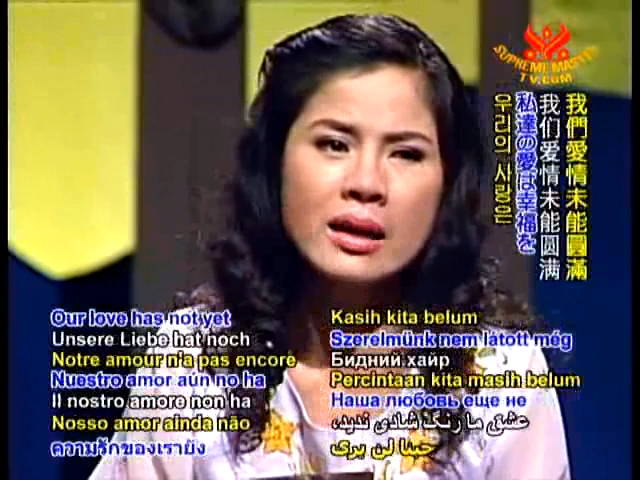 SUPREME MASTER
TV.COM
我們愛情未能圓滿
我们爱情未能圆满
私達の愛は幸福を
우리의 사랑은
Our love has not yet
Unsere Liebe hat noch
Notre amour n'a pas encore
Nuestro amor aún no ha
Il nostro amore non ha
Nosso amor ainda não
ความรักของเรายัง
Kasih kita belum
Szerelmünk nem látott még
Бидний хайр
Percintaan kita masih belum
Наша любовь еще не
عشق ما رنگ شادی ندید،
حبنا لن يرى